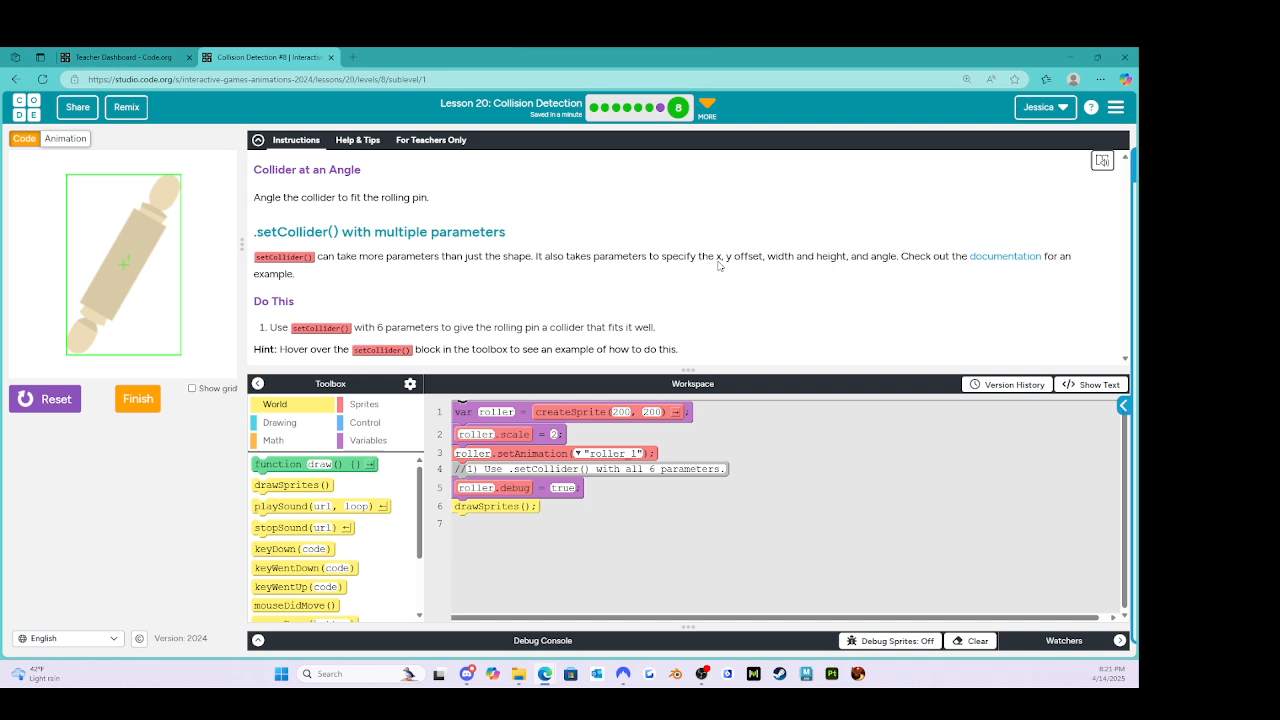 Teacher Dashboard - Code.org
Collision Detection #8 | Interactiv
https://studio.code.org/s/interactive-games-animations-2024/lessons/20/levels/8/sublevel/1
C O D E
Share
Remix
Lesson 20: Collision Detection
Saved in a minute
8
MORE
Jessica
?
Code
Animation
Instructions
Help & Tips
For Teachers Only
Collider at an Angle
Angle the collider to fit the rolling pin.
.setCollider() with multiple parameters
setCollider() can take more parameters than just the shape. It also takes parameters to specify the x, y offset, width and height, and angle. Check out the documentation for an
example.
Do This
1. Use setCollider() with 6 parameters to give the rolling pin a collider that fits it well.
Hint: Hover over the setCollider() block in the toolbox to see an example of how to do this.
Reset
Finish
Show grid
Toolbox
Workspace
Version History
</> Show Text
World
Sprites
Drawing
Control
Math
Variables
function draw() {}
drawSprites()
playSound(url, loop)
stopSound(url)
keyDown(code)
keyWentDown(code)
keyWentUp(code)
mouseDidMove()
1 var roller = createSprite(200, 200);
2 roller.scale = 2;
3 roller.setAnimation("roller_1");
4 //1) Use .setCollider() with all 6 parameters.
5 roller.debug = true;
6 drawSprites();
7
English
Version: 2024
Debug Console
Debug Sprites: Off
Clear
Watchers
42°F
Light rain
Search
8:21 PM
4/14/2025